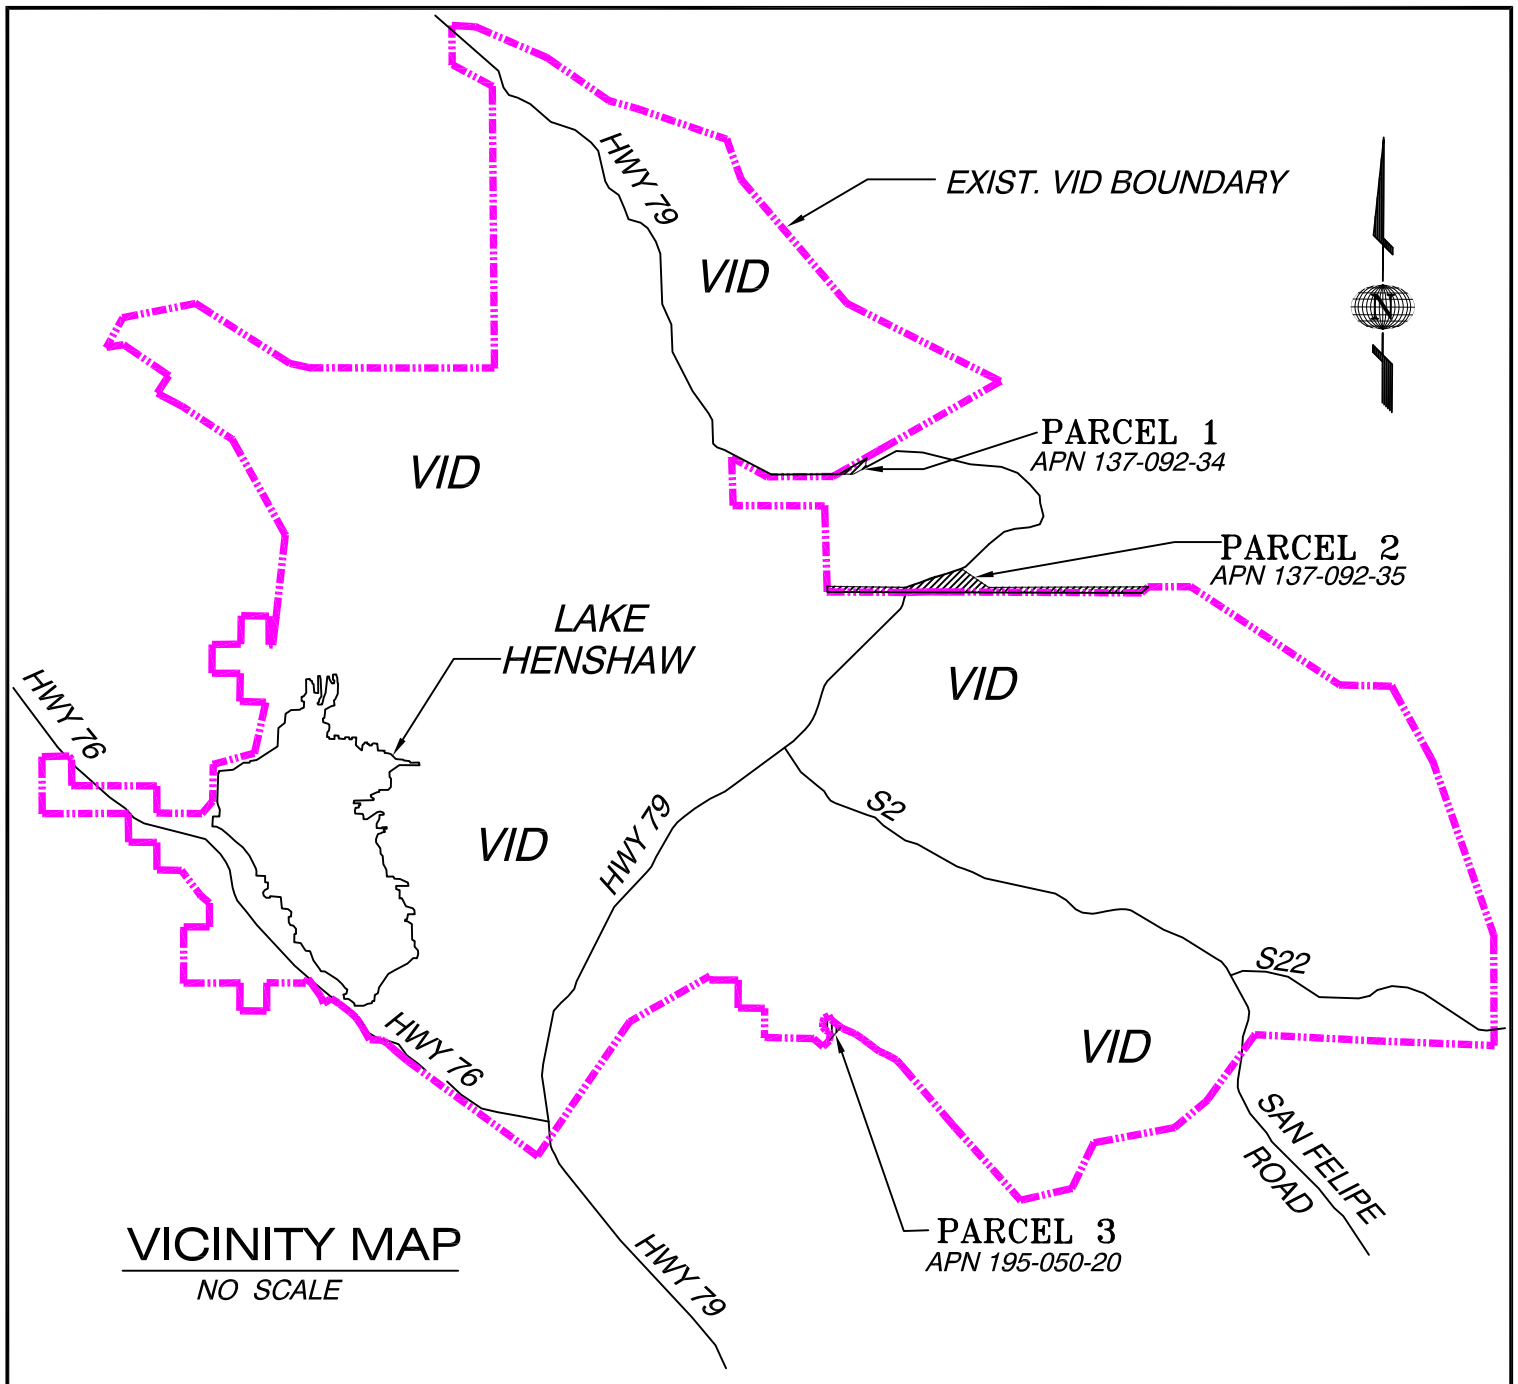 HWY 79
EXIST. VID BOUNDARY
VID
N
PARCEL 1
APN 137-092-34
VID
PARCEL 2
APN 137-092-35
LAKE
HENSHAW
VID
HWY 76
HWY 79
S2
VID
S22
VID
HWY 76
SAN FELIPE
ROAD
PARCEL 3
APN 195-050-20
HWY 79
VICINITY MAP
NO SCALE